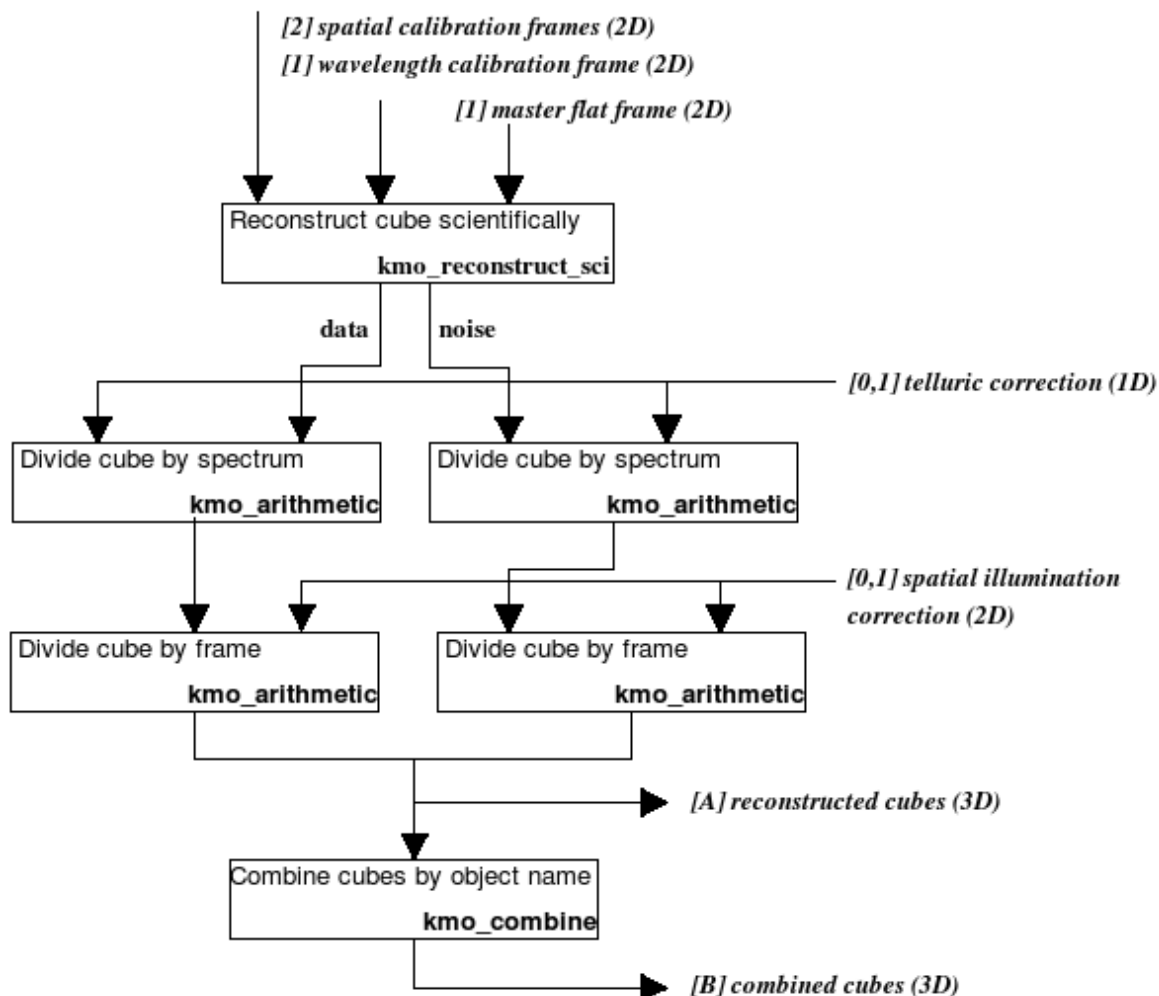 [2] spatial calibration frames (2D)
[1] wavelength calibration frame (2D)
[1] master flat frame (2D)
Reconstruct cube scientifically
kmo_reconstruct_sci
data
noise
[0,1] telluric correction (1D)
Divide cube by spectrum
kmo_arithmetic
Divide cube by spectrum
kmo_arithmetic
[0,1] spatial illumination
correction (2D)
Divide cube by frame
kmo_arithmetic
Divide cube by frame
kmo_arithmetic
[A] reconstructed cubes (3D)
Combine cubes by object name
kmo_combine
[B] combined cubes (3D)